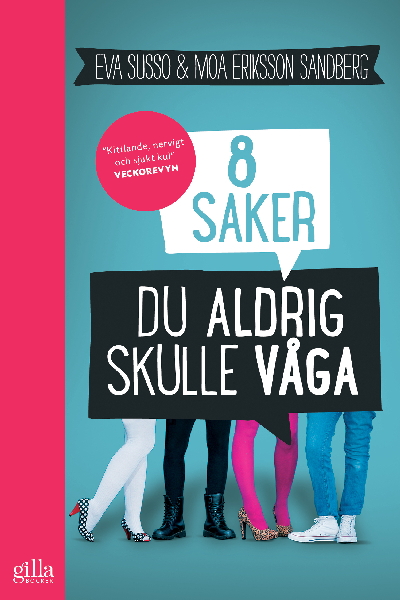 EVA SUSSO & MOA ERIKSSON SANDBERG
"Kittlande, nervigt
och sjukt kul"
VECKOREVYN
8
SAKER
DU ALDRIG
SKULLE VÅGA
gilla
BÖCKER